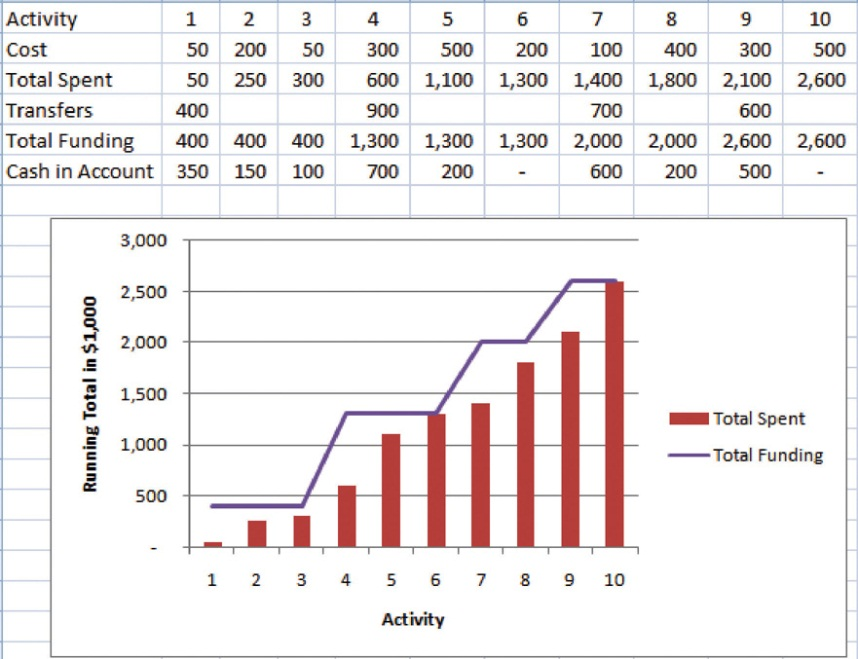 Activity 1 2 3 4 5 6 7 8 9 10
Cost 50 200 50 300 500 200 100 400 300 500
Total Spent 50 250 300 600 1,100 1,300 1,400 1,800 2,100 2,600
Transfers 400 900 700 600
Total Funding 400 400 400 1,300 1,300 1,300 2,000 2,000 2,600 2,600
Cash in Account 350 150 100 700 200 - 600 200 500 -
Running Total in $1,000
3,000
2,500
2,000
1,500
1,000
500
-
1 2 3 4 5 6 7 8 9 10
Activity
Total Spent
Total Funding